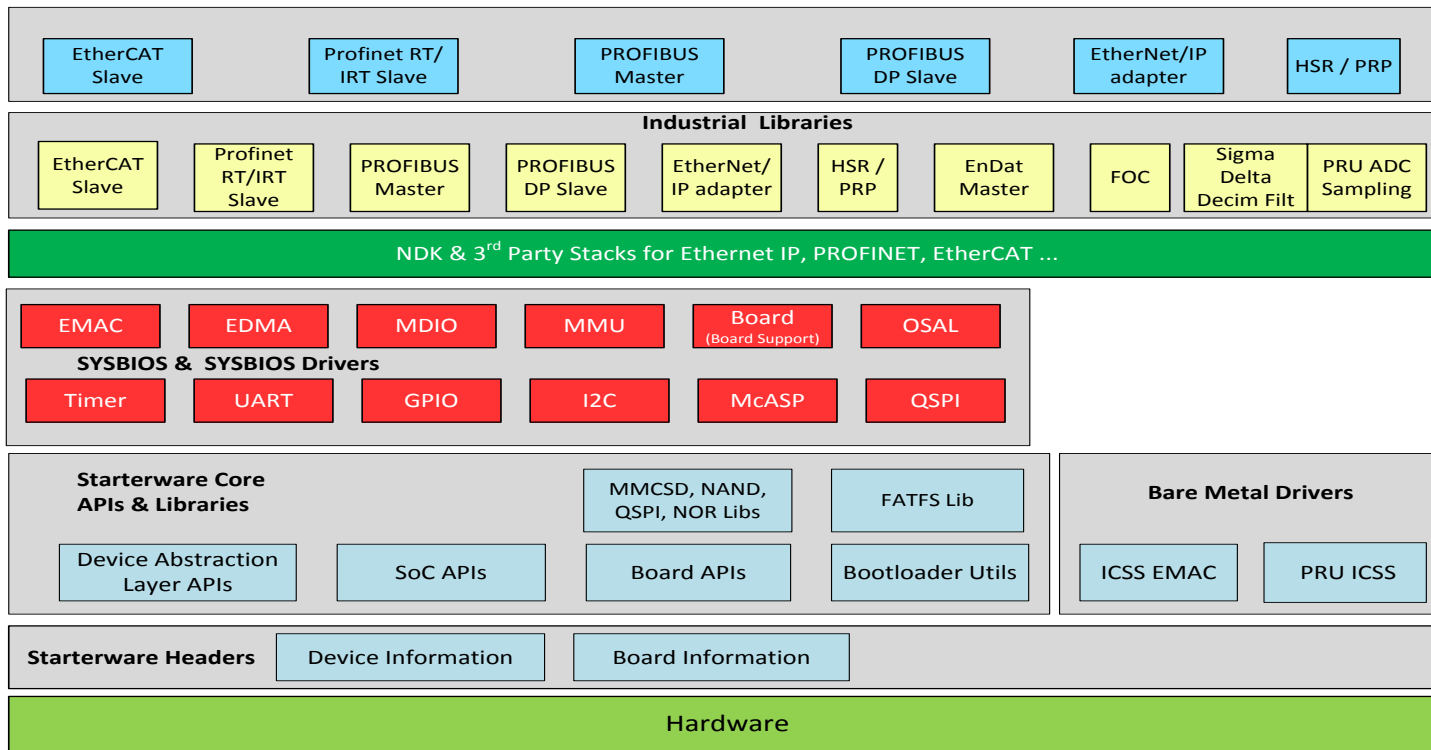 EtherCAT
Slave
Profinet RT/
IRT Slave
PROFIBUS
Master
PROFIBUS
DP Slave
EtherNet/IP
adapter
HSR / PRP
Industrial Libraries
EtherCAT
Slave
Profinet
RT/IRT
Slave
PROFIBUS
Master
PROFIBUS
DP Slave
EtherNet/
IP adapter
HSR /
PRP
EnDat
Master
FOC
Sigma
Delta
Decim Filt
PRU ADC
Sampling
NDK & 3rd Party Stacks for Ethernet IP, PROFINET, EtherCAT ...
EMAC
EDMA
MDIO
MMU
Board
(Board Support)
OSAL
SYSBIOS & SYSBIOS Drivers
Timer
UART
GPIO
I2C
McASP
QSPI
Starterware Core
APIs & Libraries
MMCSD, NAND,
QSPI, NOR Libs
FATFS Lib
Device Abstraction
Layer APIs
SoC APIs
Board APIs
Bootloader Utils
Bare Metal Drivers
ICSS EMAC
PRU ICSS
Starterware Headers
Device Information
Board Information
Hardware